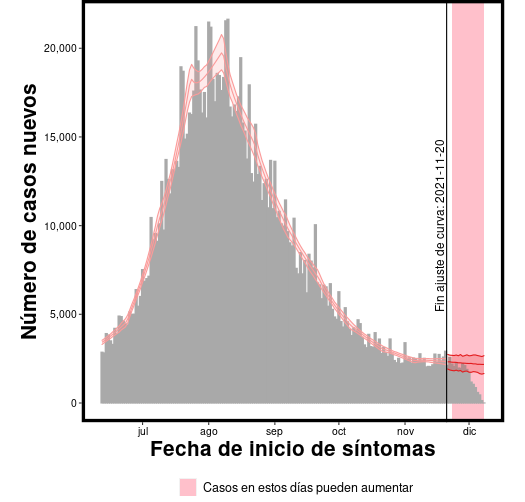 Número de casos nuevos
20,000
15,000
10,000
5,000
0
Fin ajuste de curva: 2021-11-20
jul ago sep oct nov dic
Fecha de inicio de síntomas
Casos en estos días pueden aumentar